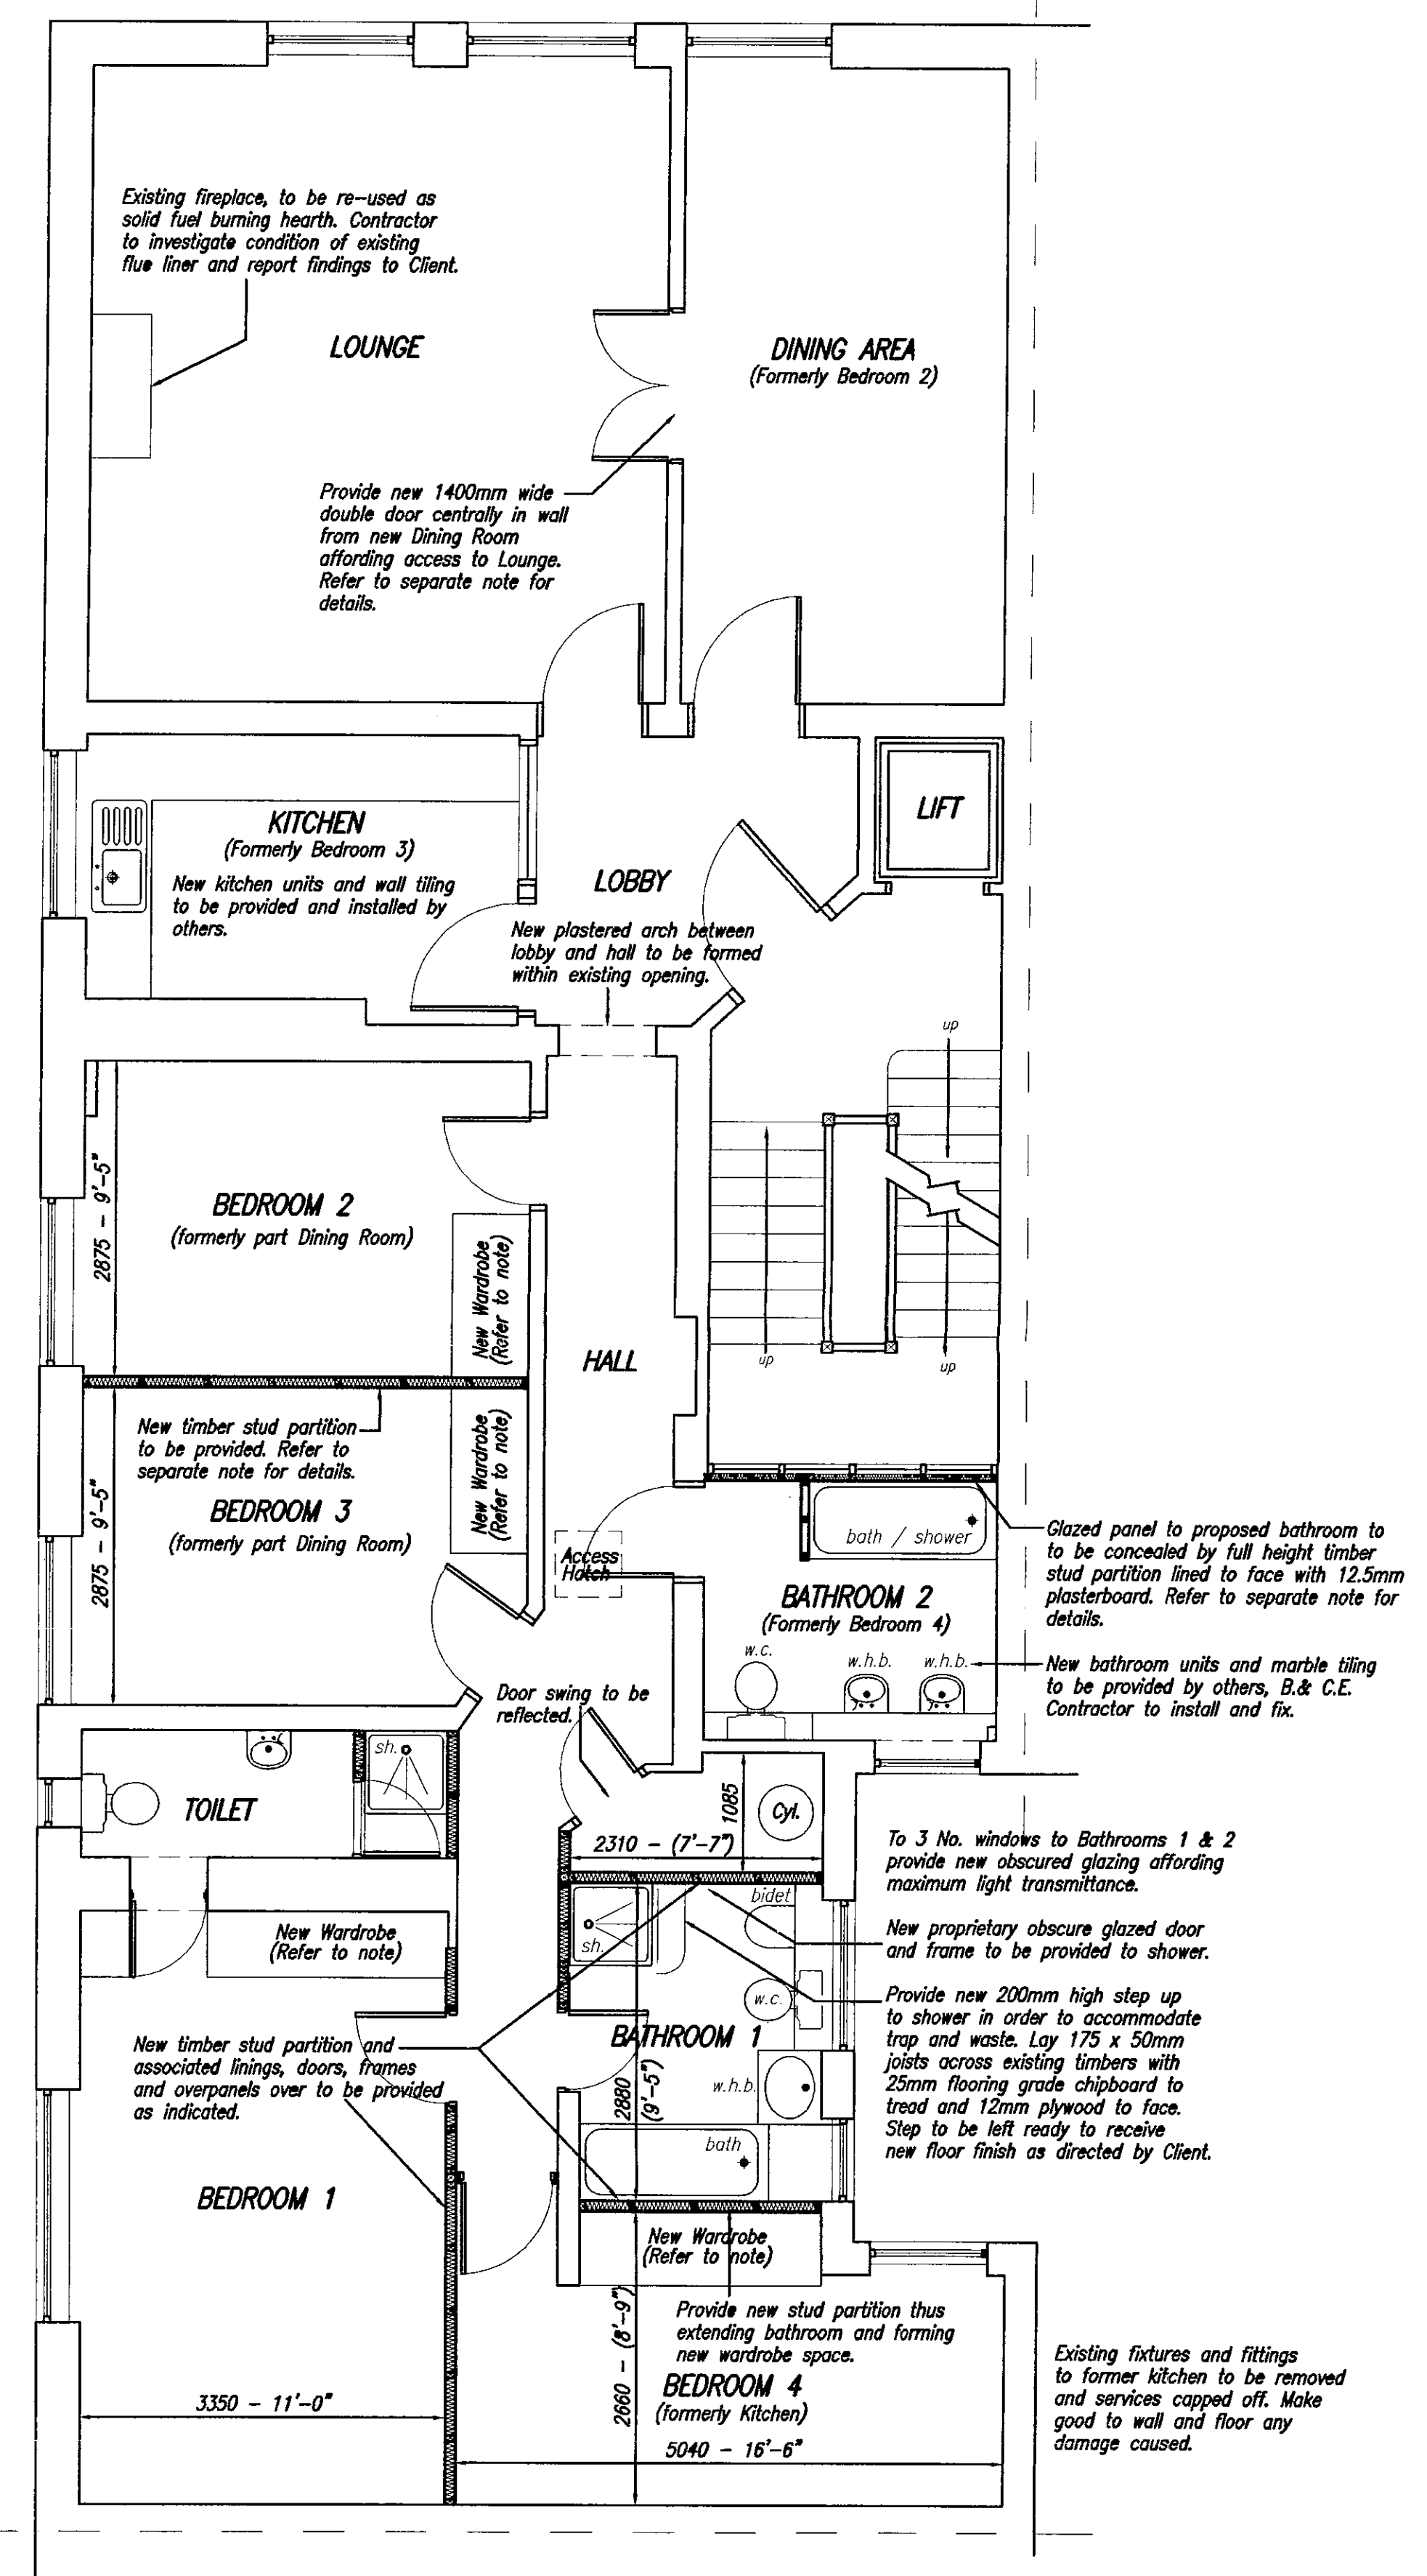 Existing fireplace, to be re-used as
solid fuel burning hearth. Contractor
to investigate condition of existing
flue liner and report findings to Client.
LOUNGE
DINING AREA
(Formerly Bedroom 2)
Provide new 1400mm wide
double door centrally in wall
from new Dining Room
affording access to Lounge.
Refer to separate note for
details.
LIFT
KITCHEN
(Formerly Bedroom 3)
New kitchen units and wall tiling
to be provided and installed by
others.
LOBBY
New plastered arch between
lobby and hall to be formed
within existing opening.
up
BEDROOM 2
(formerly part Dining Room)
2875 - 9'-5"
New Wardrobe
(Refer to note)
HALL
up
up
New timber stud partition
to be provided. Refer to
separate note for details.
New Wardrobe
(Refer to note)
2875 - 9'-5"
BEDROOM 3
(formerly part Dining Room)
Access
Hatch
bath / shower
Glazed panel to proposed bathroom to
to be concealed by full height timber
stud partition lined to face with 12.5mm
plasterboard. Refer to separate note for
details.
BATHROOM 2
(Formerly Bedroom 4)
w.c.
w.h.b.
w.h.b.
New bathroom units and marble tiling
to be provided by others, B.& C.E.
Contractor to install and fix.
Door swing to be
reflected.
sh.
TOILET
1085
Cyl.
2310 - (7'-7")
To 3 No. windows to Bathrooms 1 & 2
provide new obscured glazing affording
maximum light transmittance.
bidet
sh.
New Wardrobe
(Refer to note)
New proprietary obscure glazed door
and frame to be provided to shower.
w.c.
Provide new 200mm high step up
to shower in order to accommodate
trap and waste. Lay 175 x 50mm
joists across existing timbers with
25mm flooring grade chipboard to
tread and 12mm plywood to face.
Step to be left ready to receive
new floor finish as directed by Client.
BATHROOM 1
New timber stud partition and
associated linings, doors, frames
and overpanels over to be provided
as indicated.
w.h.b.
2880
(9'-5")
bath
BEDROOM 1
New Wardrobe
(Refer to note)
Provide new stud partition thus
extending bathroom and forming
new wardrobe space.
2660 - (8'-9")
BEDROOM 4
(formerly Kitchen)
3350 - 11'-0"
5040 - 16'-6"
Existing fixtures and fittings
to former kitchen to be removed
and services capped off. Make
good to wall and floor any
damage caused.